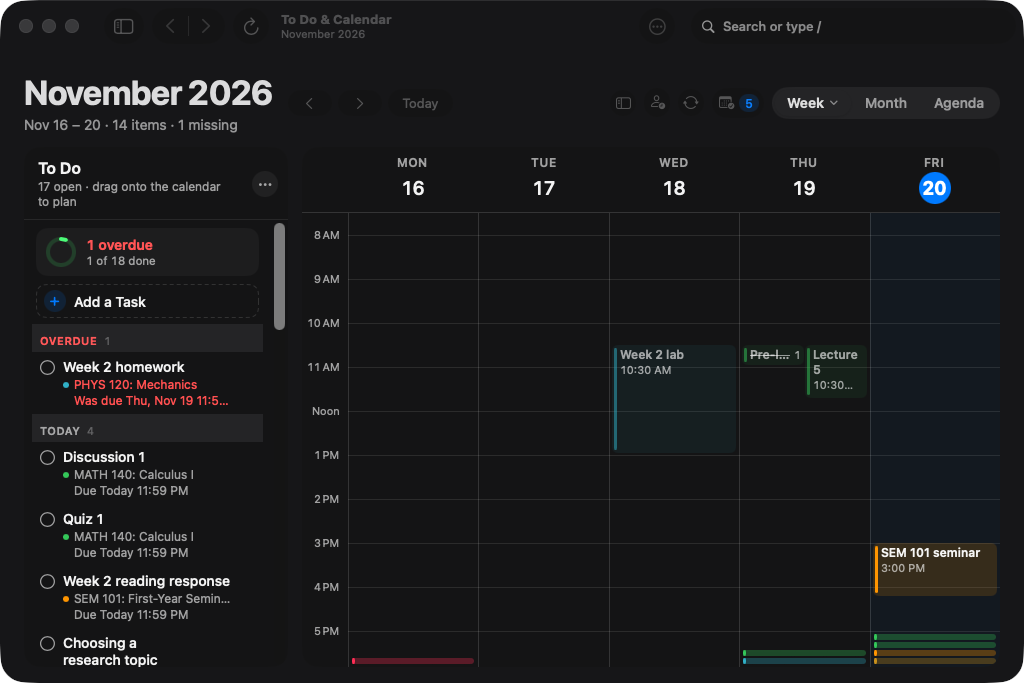 To Do & Calendar
November 2026
Search or type /
November 2026
Nov 16 – 20 · 14 items · 1 missing
Today
5
Week
Month
Agenda
To Do
17 open · drag onto the calendar
to plan
1 overdue
1 of 18 done
Add a Task
OVERDUE 1
Week 2 homework
PHYS 120: Mechanics
Was due Thu, Nov 19 11:5...
TODAY 4
Discussion 1
MATH 140: Calculus I
Due Today 11:59 PM
Quiz 1
MATH 140: Calculus I
Due Today 11:59 PM
Week 2 reading response
SEM 101: First-Year Semin...
Due Today 11:59 PM
Choosing a
research topic
MON
16
TUE
17
WED
18
THU
19
FRI
20
8 AM
9 AM
10 AM
11 AM
Noon
1 PM
2 PM
3 PM
4 PM
5 PM
Week 2 lab
10:30 AM
Pre-l... 1
Lecture
5
10:30...
SEM 101 seminar
3:00 PM